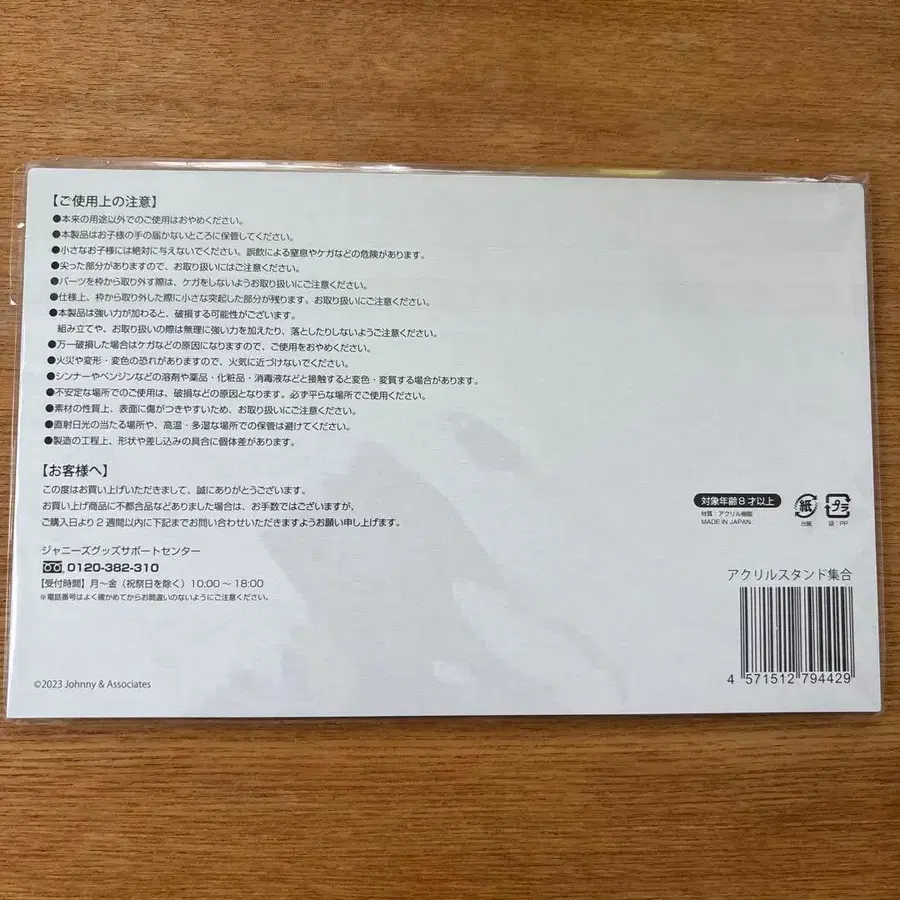 【ご使用上の注意】
●本来の用途以外でのご使用はおやめください。
●本製品はお子様の手の届かないところに保管してください。
●小さなお子様には絶対に与えないでください。誤飲による窒息やケガなどの危険があります。
●尖った部分がありますので、お取り扱いにはご注意ください。
●パーツを枠から取り外す際は、ケガをしないようお取り扱いにご注意ください。
●仕様上、枠から取り外した際に小さな突起した部分が残ります。お取り扱いにご注意ください。
●本製品は強い力が加わると、破損する可能性がございます。
組み立てや、お取り扱いの際は無理に強い力を加えたり、落としたりしないようご注意ください。
●万一破損した場合はケガなどの原因になりますので、ご使用をおやめください。
●火災や変形・変色の恐れがありますので、火気に近づけないでください。
●シンナーやベンジンなどの溶剤や薬品・化粧品・消毒液などと接触すると変色・変質する場合があります。
●不安定な場所でのご使用は、破損などの原因となります。必ず平らな場所でご使用ください。
●素材の性質上、表面に傷がつきやすいため、お取り扱いにご注意ください。
●直射日光の当たる場所や、高温・多湿な場所での保管は避けてください。
●製造の工程上、形状や差し込みの具合に個体差があります。
【お客様へ】
この度はお買い上げいただきまして、誠にありがとうございます。
お買い上げ商品に不都合品などありました場合は、お手数ではございますが、
ご購入日より2週間以内に下記までお問い合わせいただきますようお願い申し上げます。
ジャニーズグッズサポートセンター
0120-382-310
【受付時間】月〜金（祝祭日を除く）10:00〜18:00
※電話番号はよく確かめてからお間違いのないようにご注意ください。
©2023 Johnny & Associates
対象年齢8才以上
材質：アクリル樹脂
MADE IN JAPAN
紙
台紙
プラ
袋：PP
アクリルスタンド集合
4 571512 794429